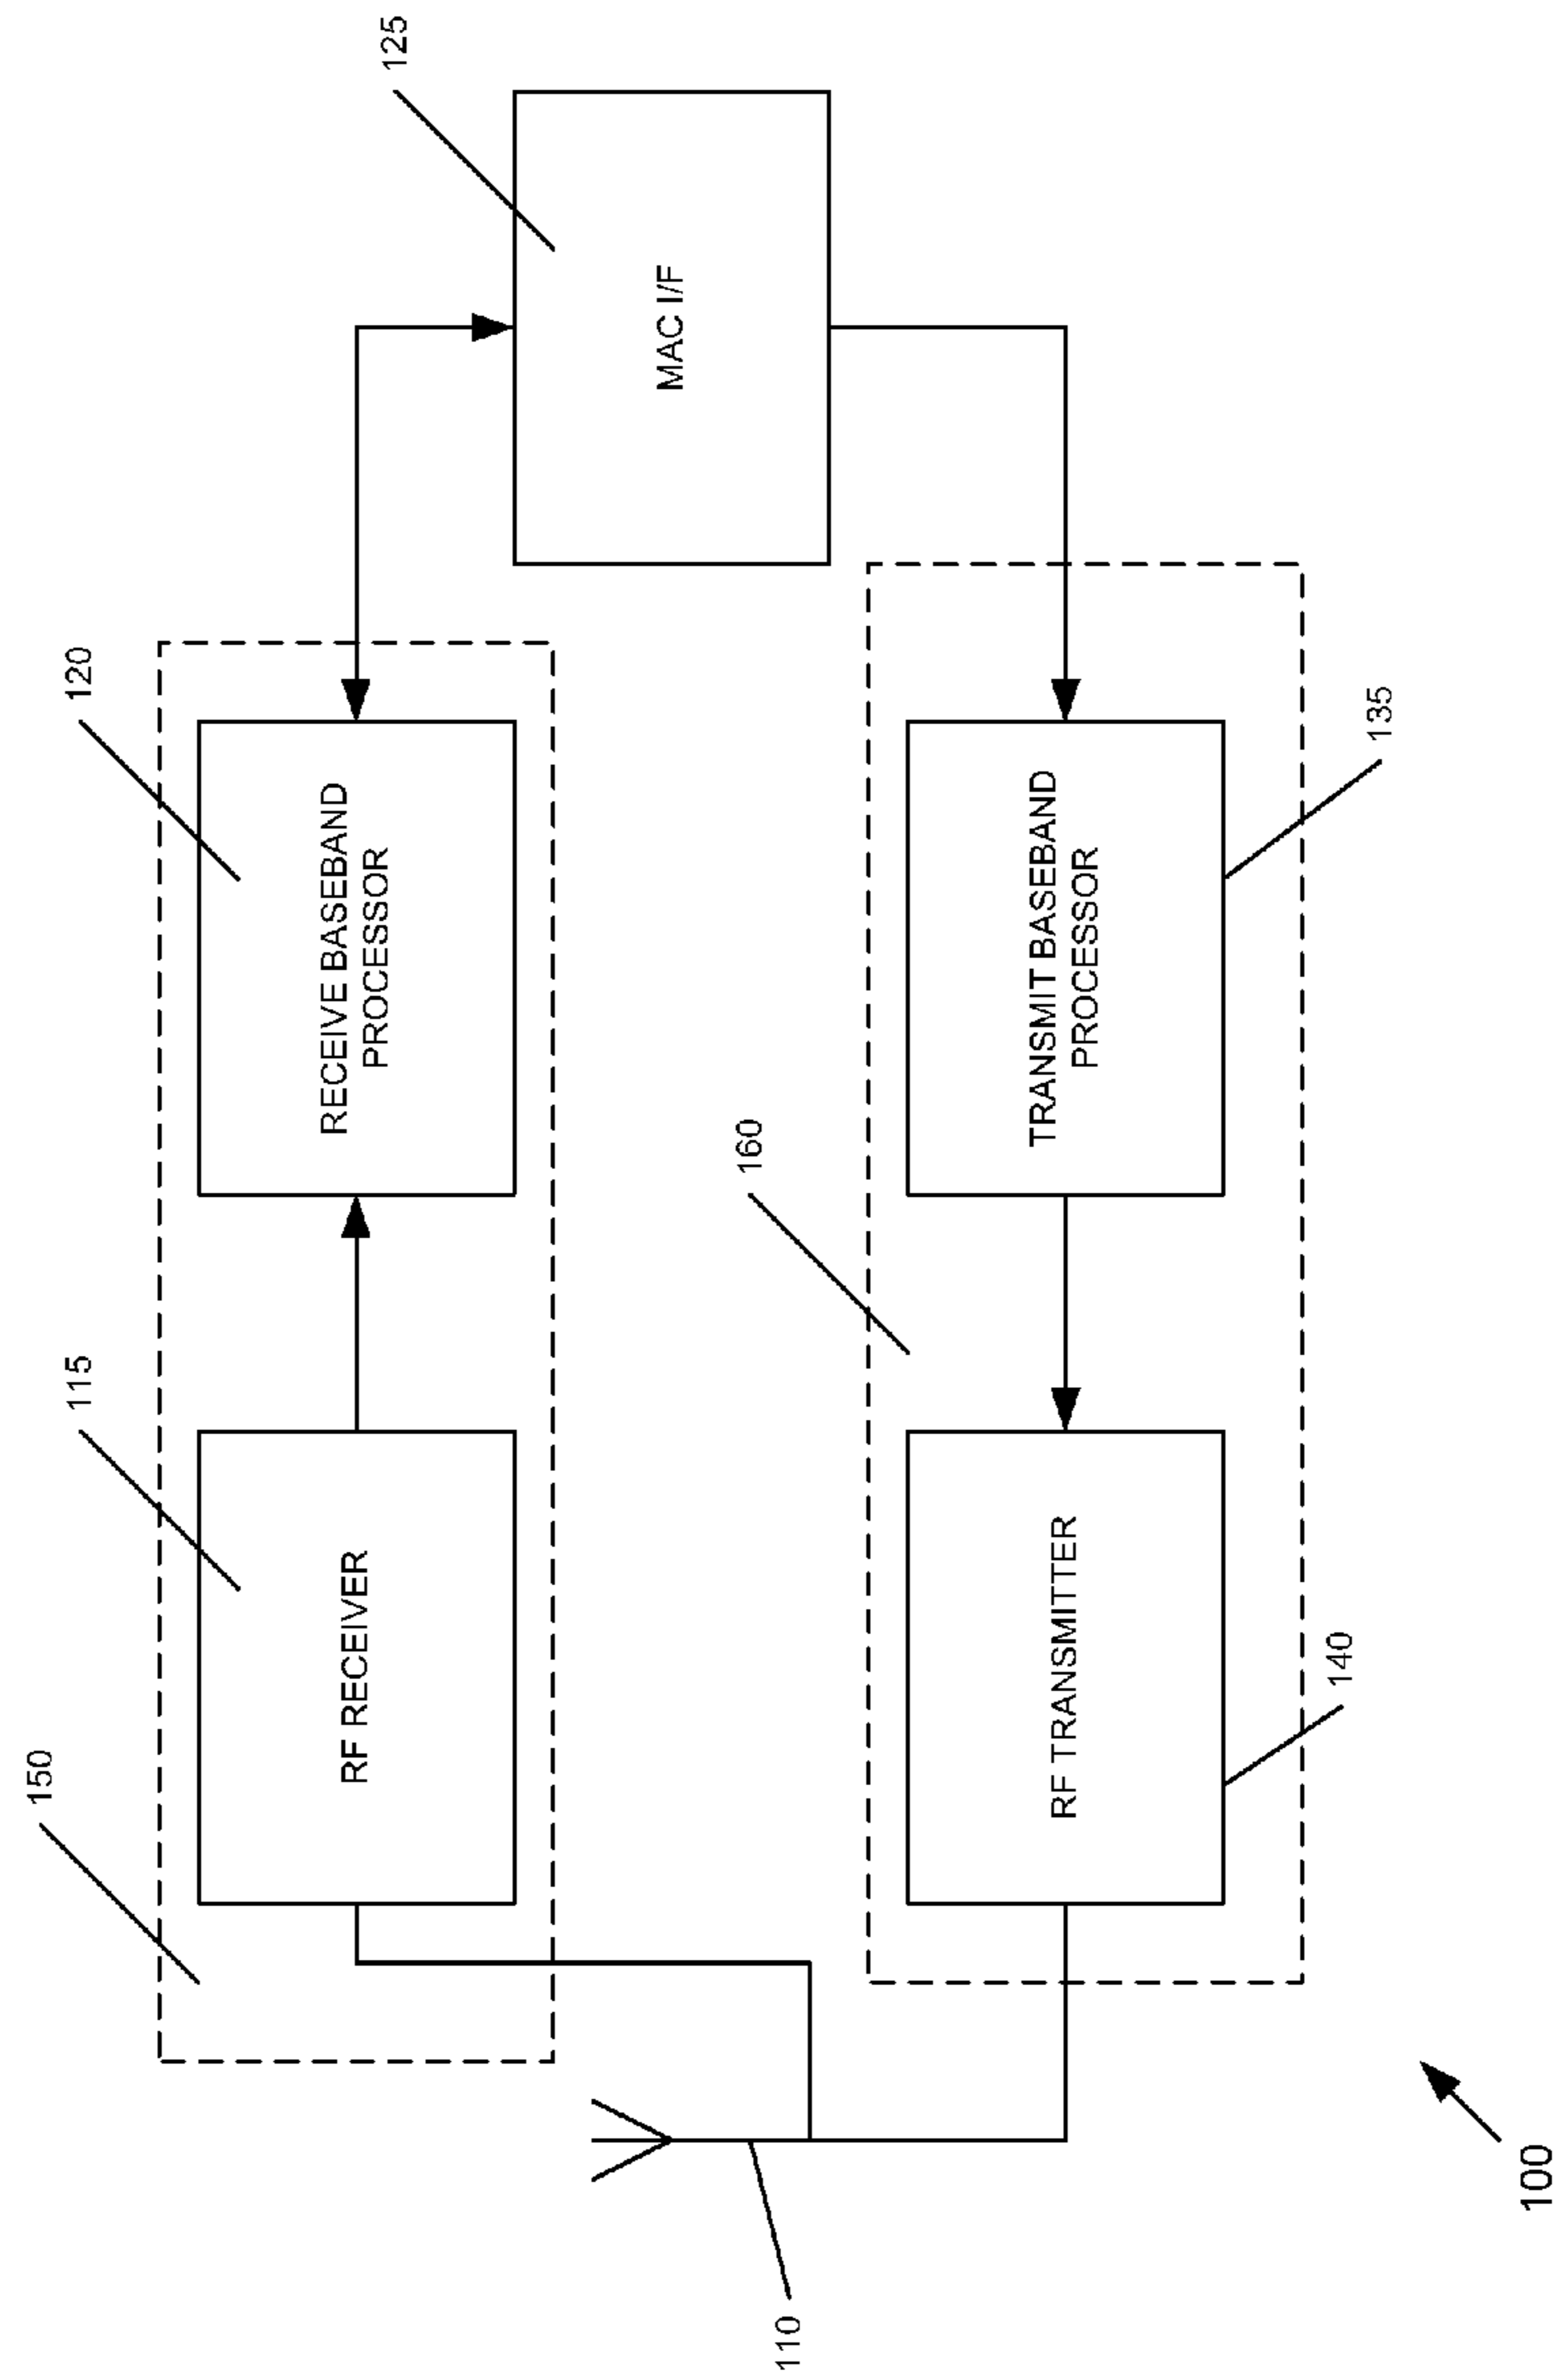 150
115
120
125
RF RECEIVER
RECEIVE BASEBAND
PROCESSOR
MAC I/F
110
160
RF TRANSMITTER
TRANSMIT BASEBAND
PROCESSOR
140
135
100